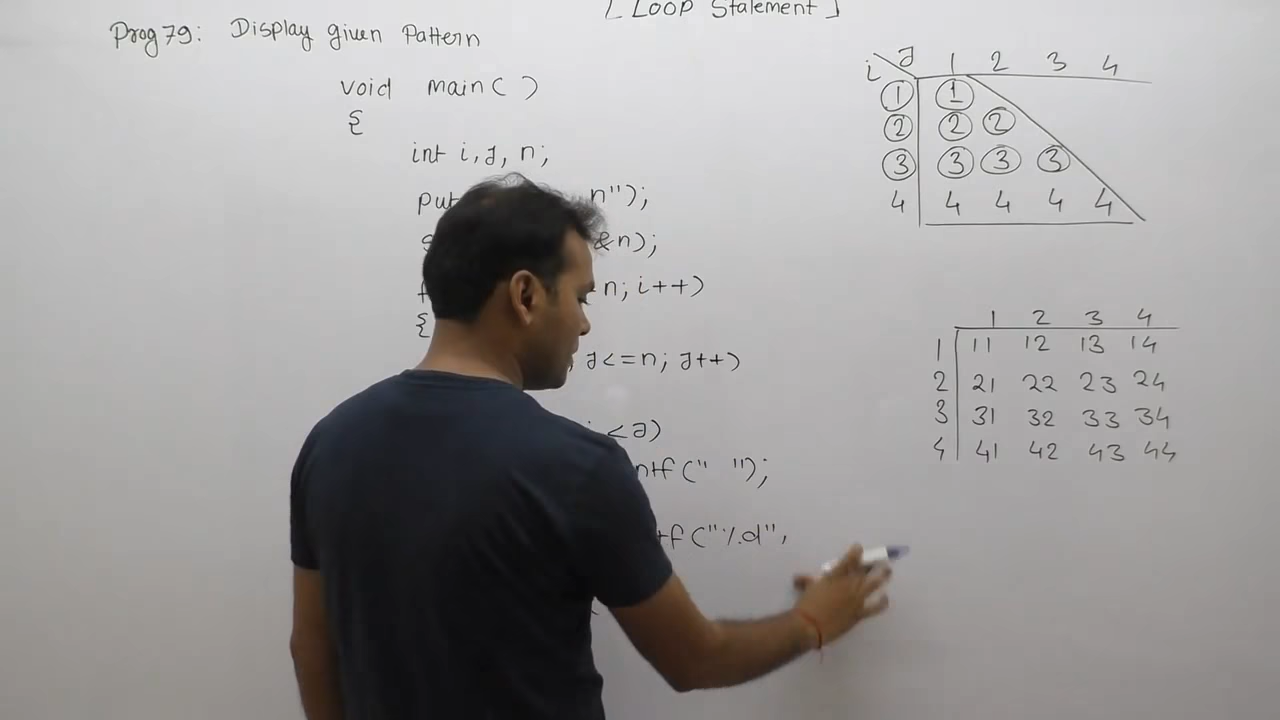 [ Loop Statement ]
Prog 79: Display given Pattern
void main( )
{
int i, J, n;
put n");
&n);
n; i++)
{
J<=n; J++)
<J)
ntf(" ");
tf("%d",
i J 1 2 3 4
1 1
2 2 2
3 3 3 3
4 4 4 4 4
1 2 3 4
1 11 12 13 14
2 21 22 23 24
3 31 32 33 34
4 41 42 43 44